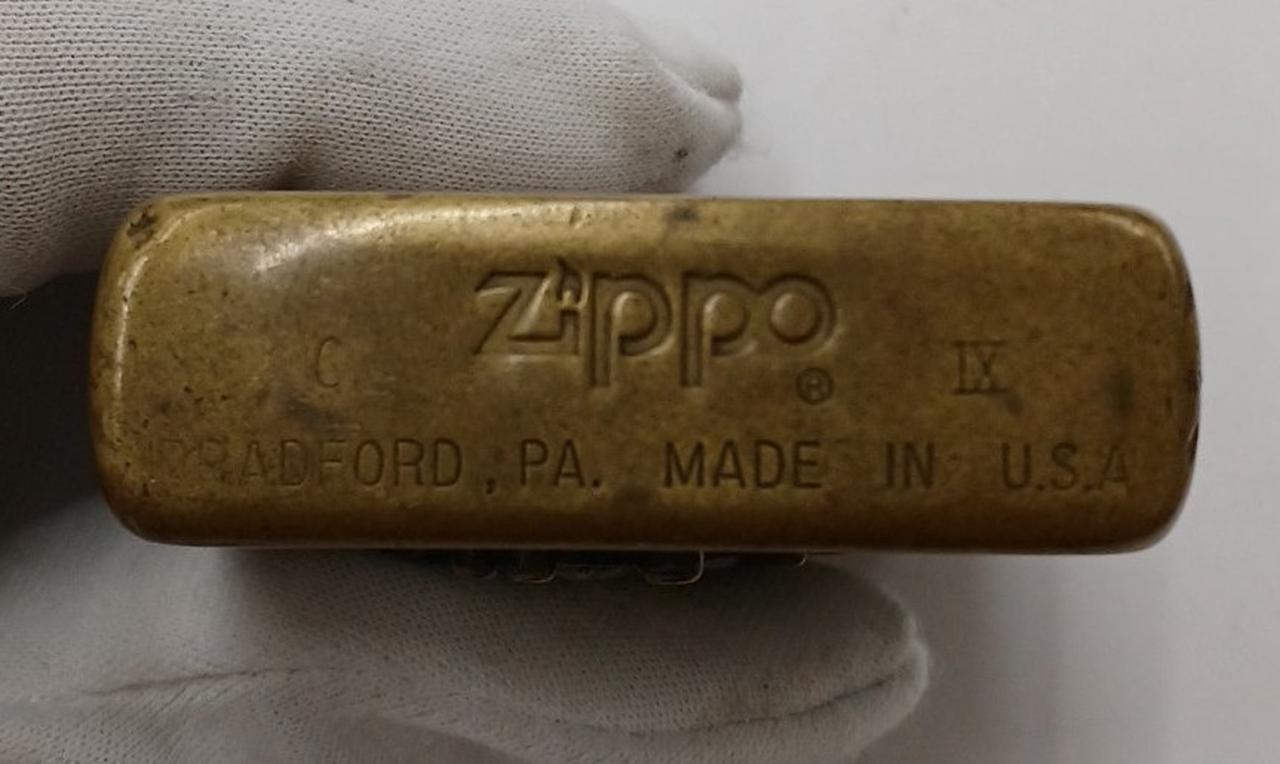 Zippo ®
C IX
BRADFORD, PA. MADE IN U.S.A